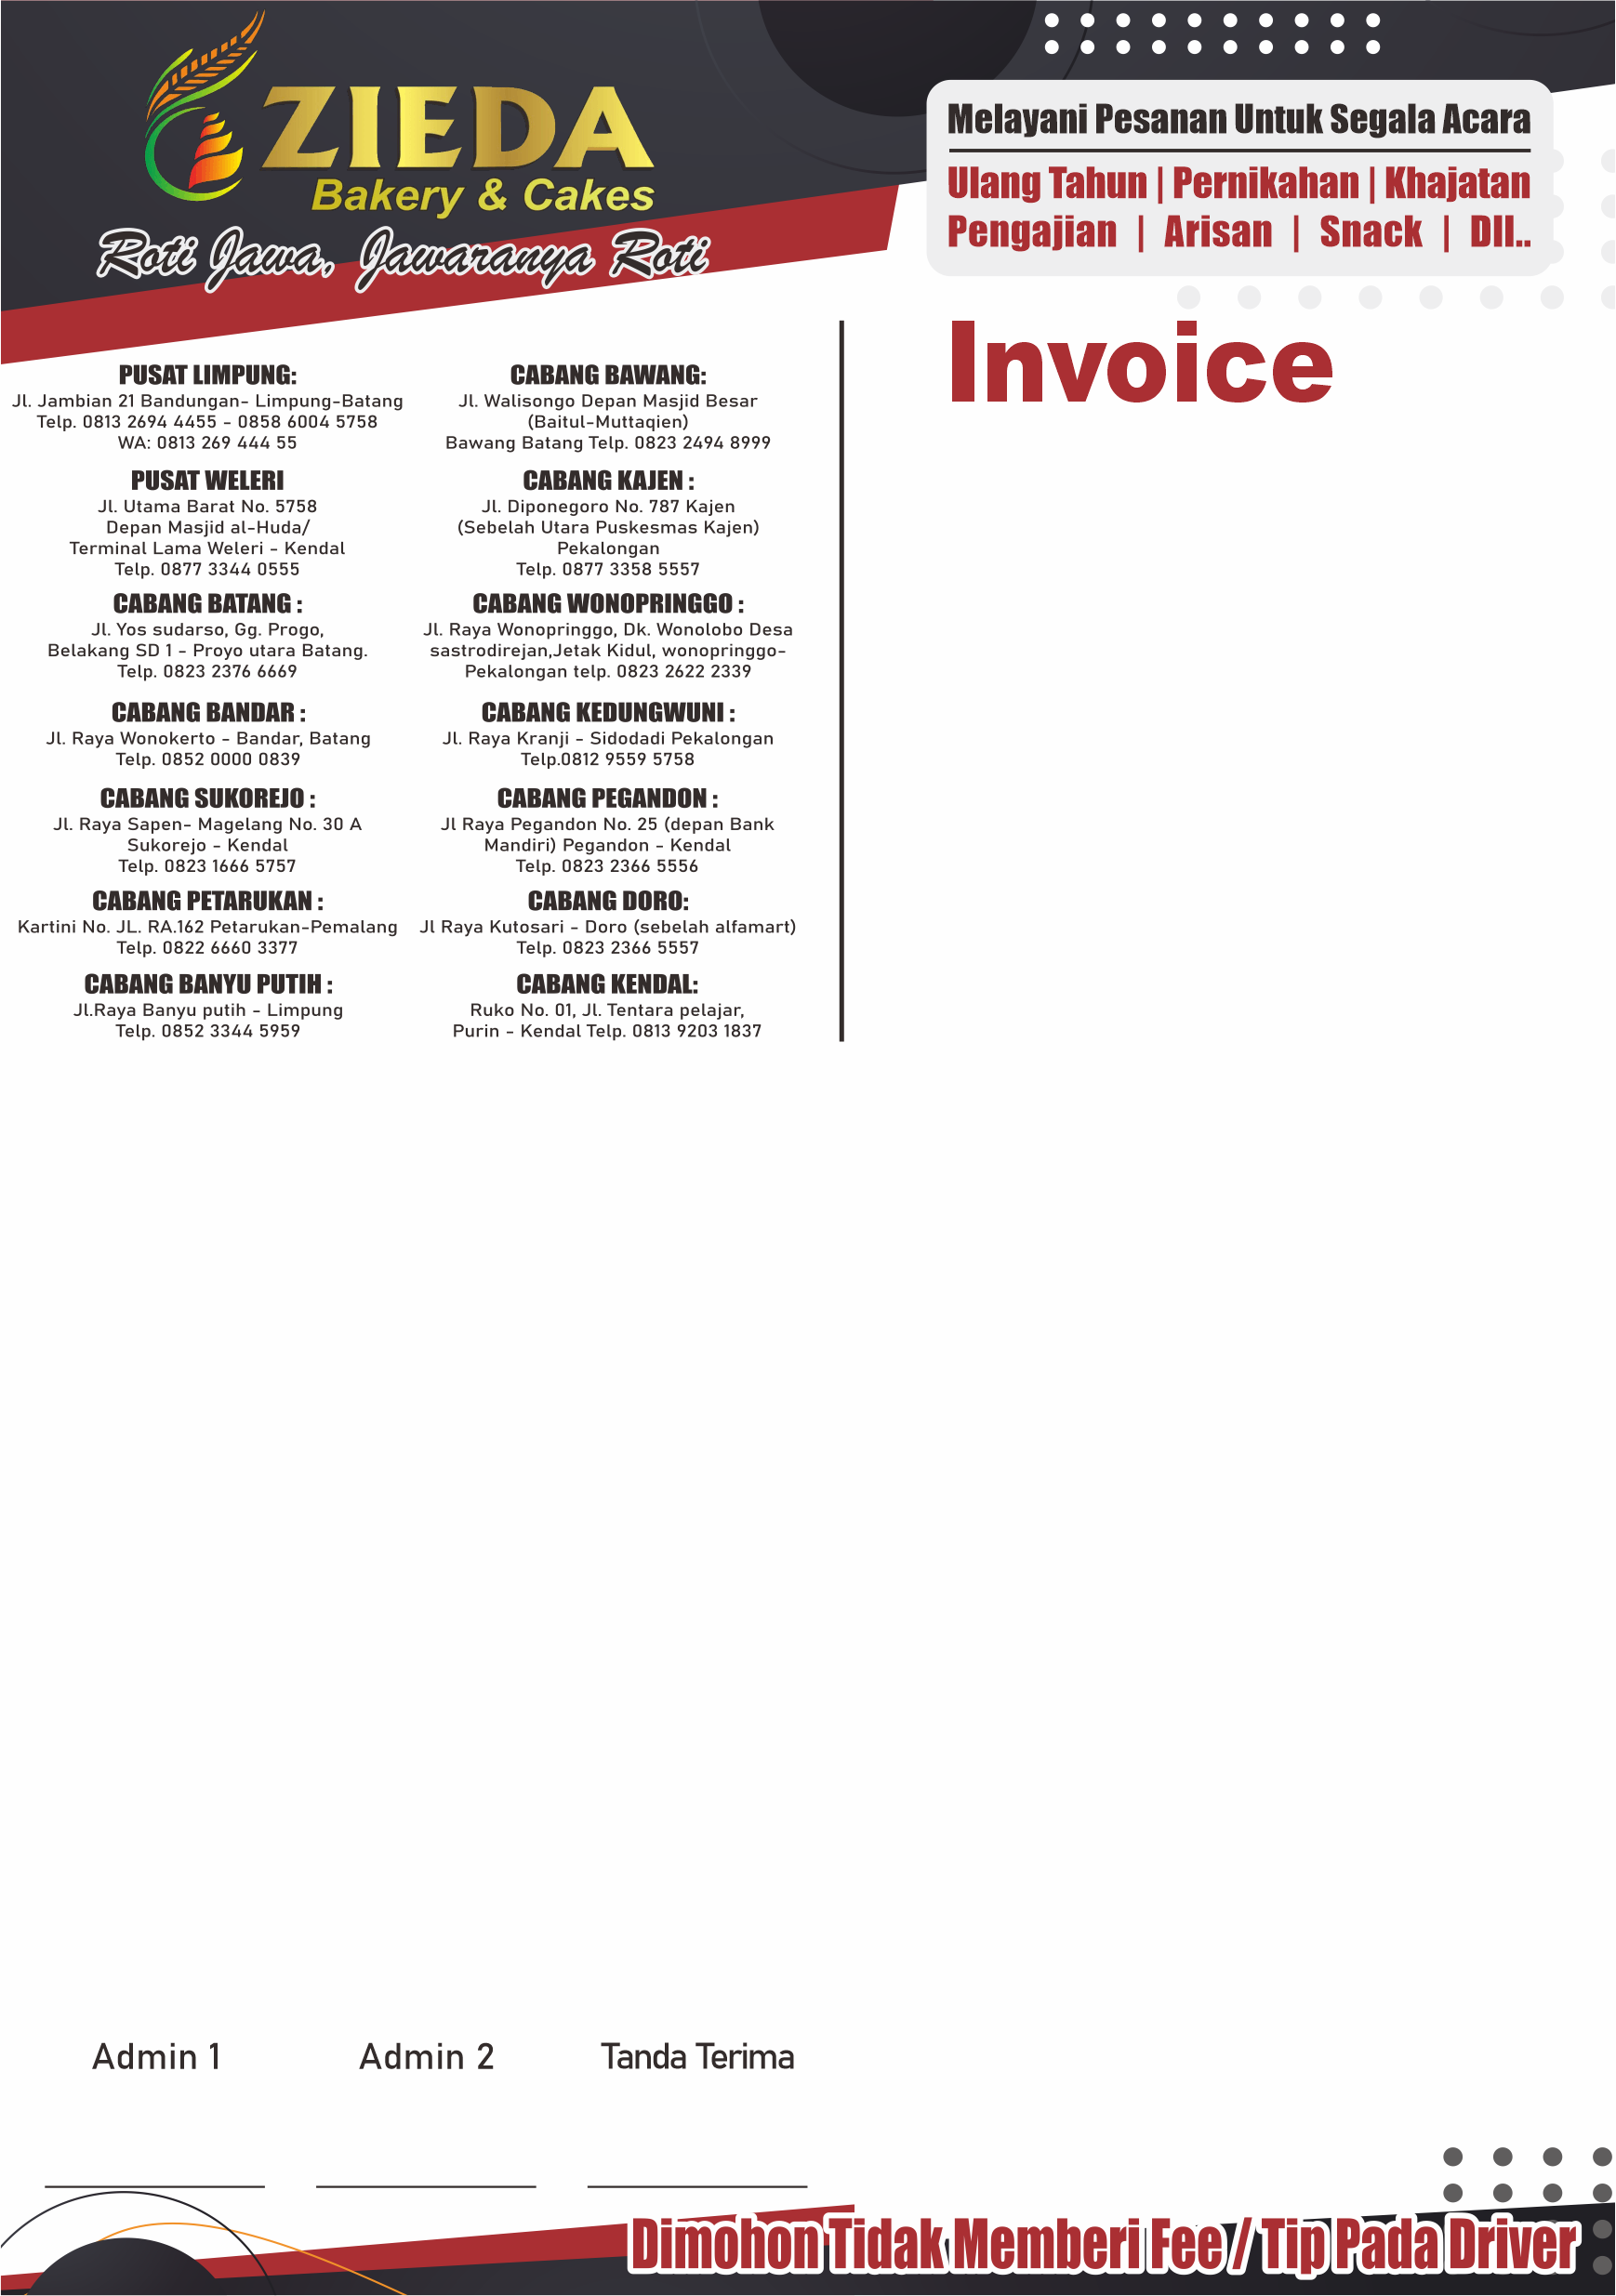 ZIEDA
Bakery & Cakes
Roti Jawa, Jawaranya Roti
Melayani Pesanan Untuk Segala Acara
Ulang Tahun | Pernikahan | Khajatan
Pengajian | Arisan | Snack | Dll..
Invoice
PUSAT LIMPUNG:
Jl. Jambian 21 Bandungan- Limpung-Batang
Telp. 0813 2694 4455 - 0858 6004 5758
WA: 0813 269 444 55
PUSAT WELERI
Jl. Utama Barat No. 5758
Depan Masjid al-Huda/
Terminal Lama Weleri - Kendal
Telp. 0877 3344 0555
CABANG BATANG :
Jl. Yos sudarso, Gg. Progo,
Belakang SD 1 - Proyo utara Batang.
Telp. 0823 2376 6669
CABANG BANDAR :
Jl. Raya Wonokerto - Bandar, Batang
Telp. 0852 0000 0839
CABANG SUKOREJO :
Jl. Raya Sapen- Magelang No. 30 A
Sukorejo - Kendal
Telp. 0823 1666 5757
CABANG PETARUKAN :
Kartini No. JL. RA.162 Petarukan-Pemalang
Telp. 0822 6660 3377
CABANG BANYU PUTIH :
Jl.Raya Banyu putih - Limpung
Telp. 0852 3344 5959
CABANG BAWANG:
Jl. Walisongo Depan Masjid Besar
(Baitul-Muttaqien)
Bawang Batang Telp. 0823 2494 8999
CABANG KAJEN :
Jl. Diponegoro No. 787 Kajen
(Sebelah Utara Puskesmas Kajen)
Pekalongan
Telp. 0877 3358 5557
CABANG WONOPRINGGO :
Jl. Raya Wonopringgo, Dk. Wonolobo Desa
sastrodirejan,Jetak Kidul, wonopringgo-
Pekalongan telp. 0823 2622 2339
CABANG KEDUNGWUNI :
Jl. Raya Kranji - Sidodadi Pekalongan
Telp.0812 9559 5758
CABANG PEGANDON :
Jl Raya Pegandon No. 25 (depan Bank
Mandiri) Pegandon - Kendal
Telp. 0823 2366 5556
CABANG DORO:
Jl Raya Kutosari - Doro (sebelah alfamart)
Telp. 0823 2366 5557
CABANG KENDAL:
Ruko No. 01, Jl. Tentara pelajar,
Purin - Kendal Telp. 0813 9203 1837
Admin 1
Admin 2
Tanda Terima
Dimohon Tidak Memberi Fee / Tip Pada Driver